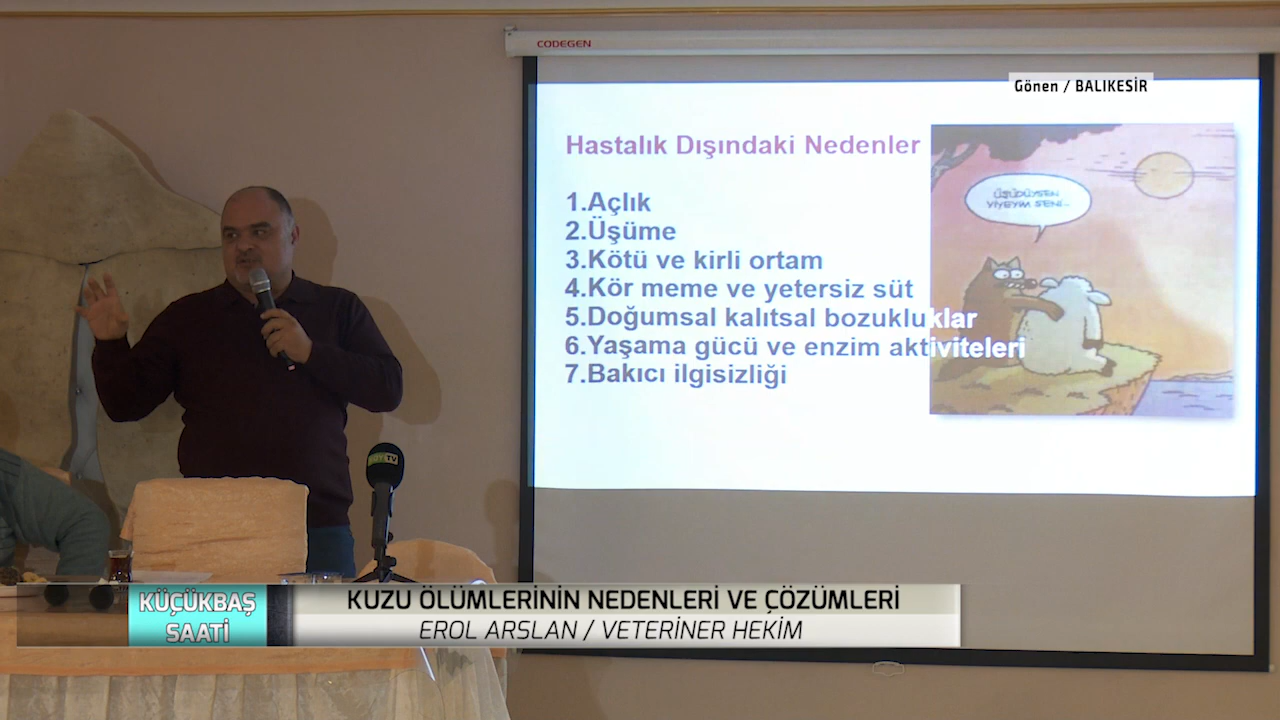 CODEGEN
Gönen / BALIKESİR
Hastalık Dışındaki Nedenler
1.Açlık
2.Üşüme
3.Kötü ve kirli ortam
4.Kör meme ve yetersiz süt
5.Doğumsal kalıtsal bozukluklar
6.Yaşama gücü ve enzim aktiviteleri
7.Bakıcı ilgisizliği
ÜŞÜDÜYSEN
YİYEYİM SENİ..
TV
KÜÇÜKBAŞ
SAATİ
KUZU ÖLÜMLERİNİN NEDENLERİ VE ÇÖZÜMLERİ
EROL ARSLAN / VETERİNER HEKİM